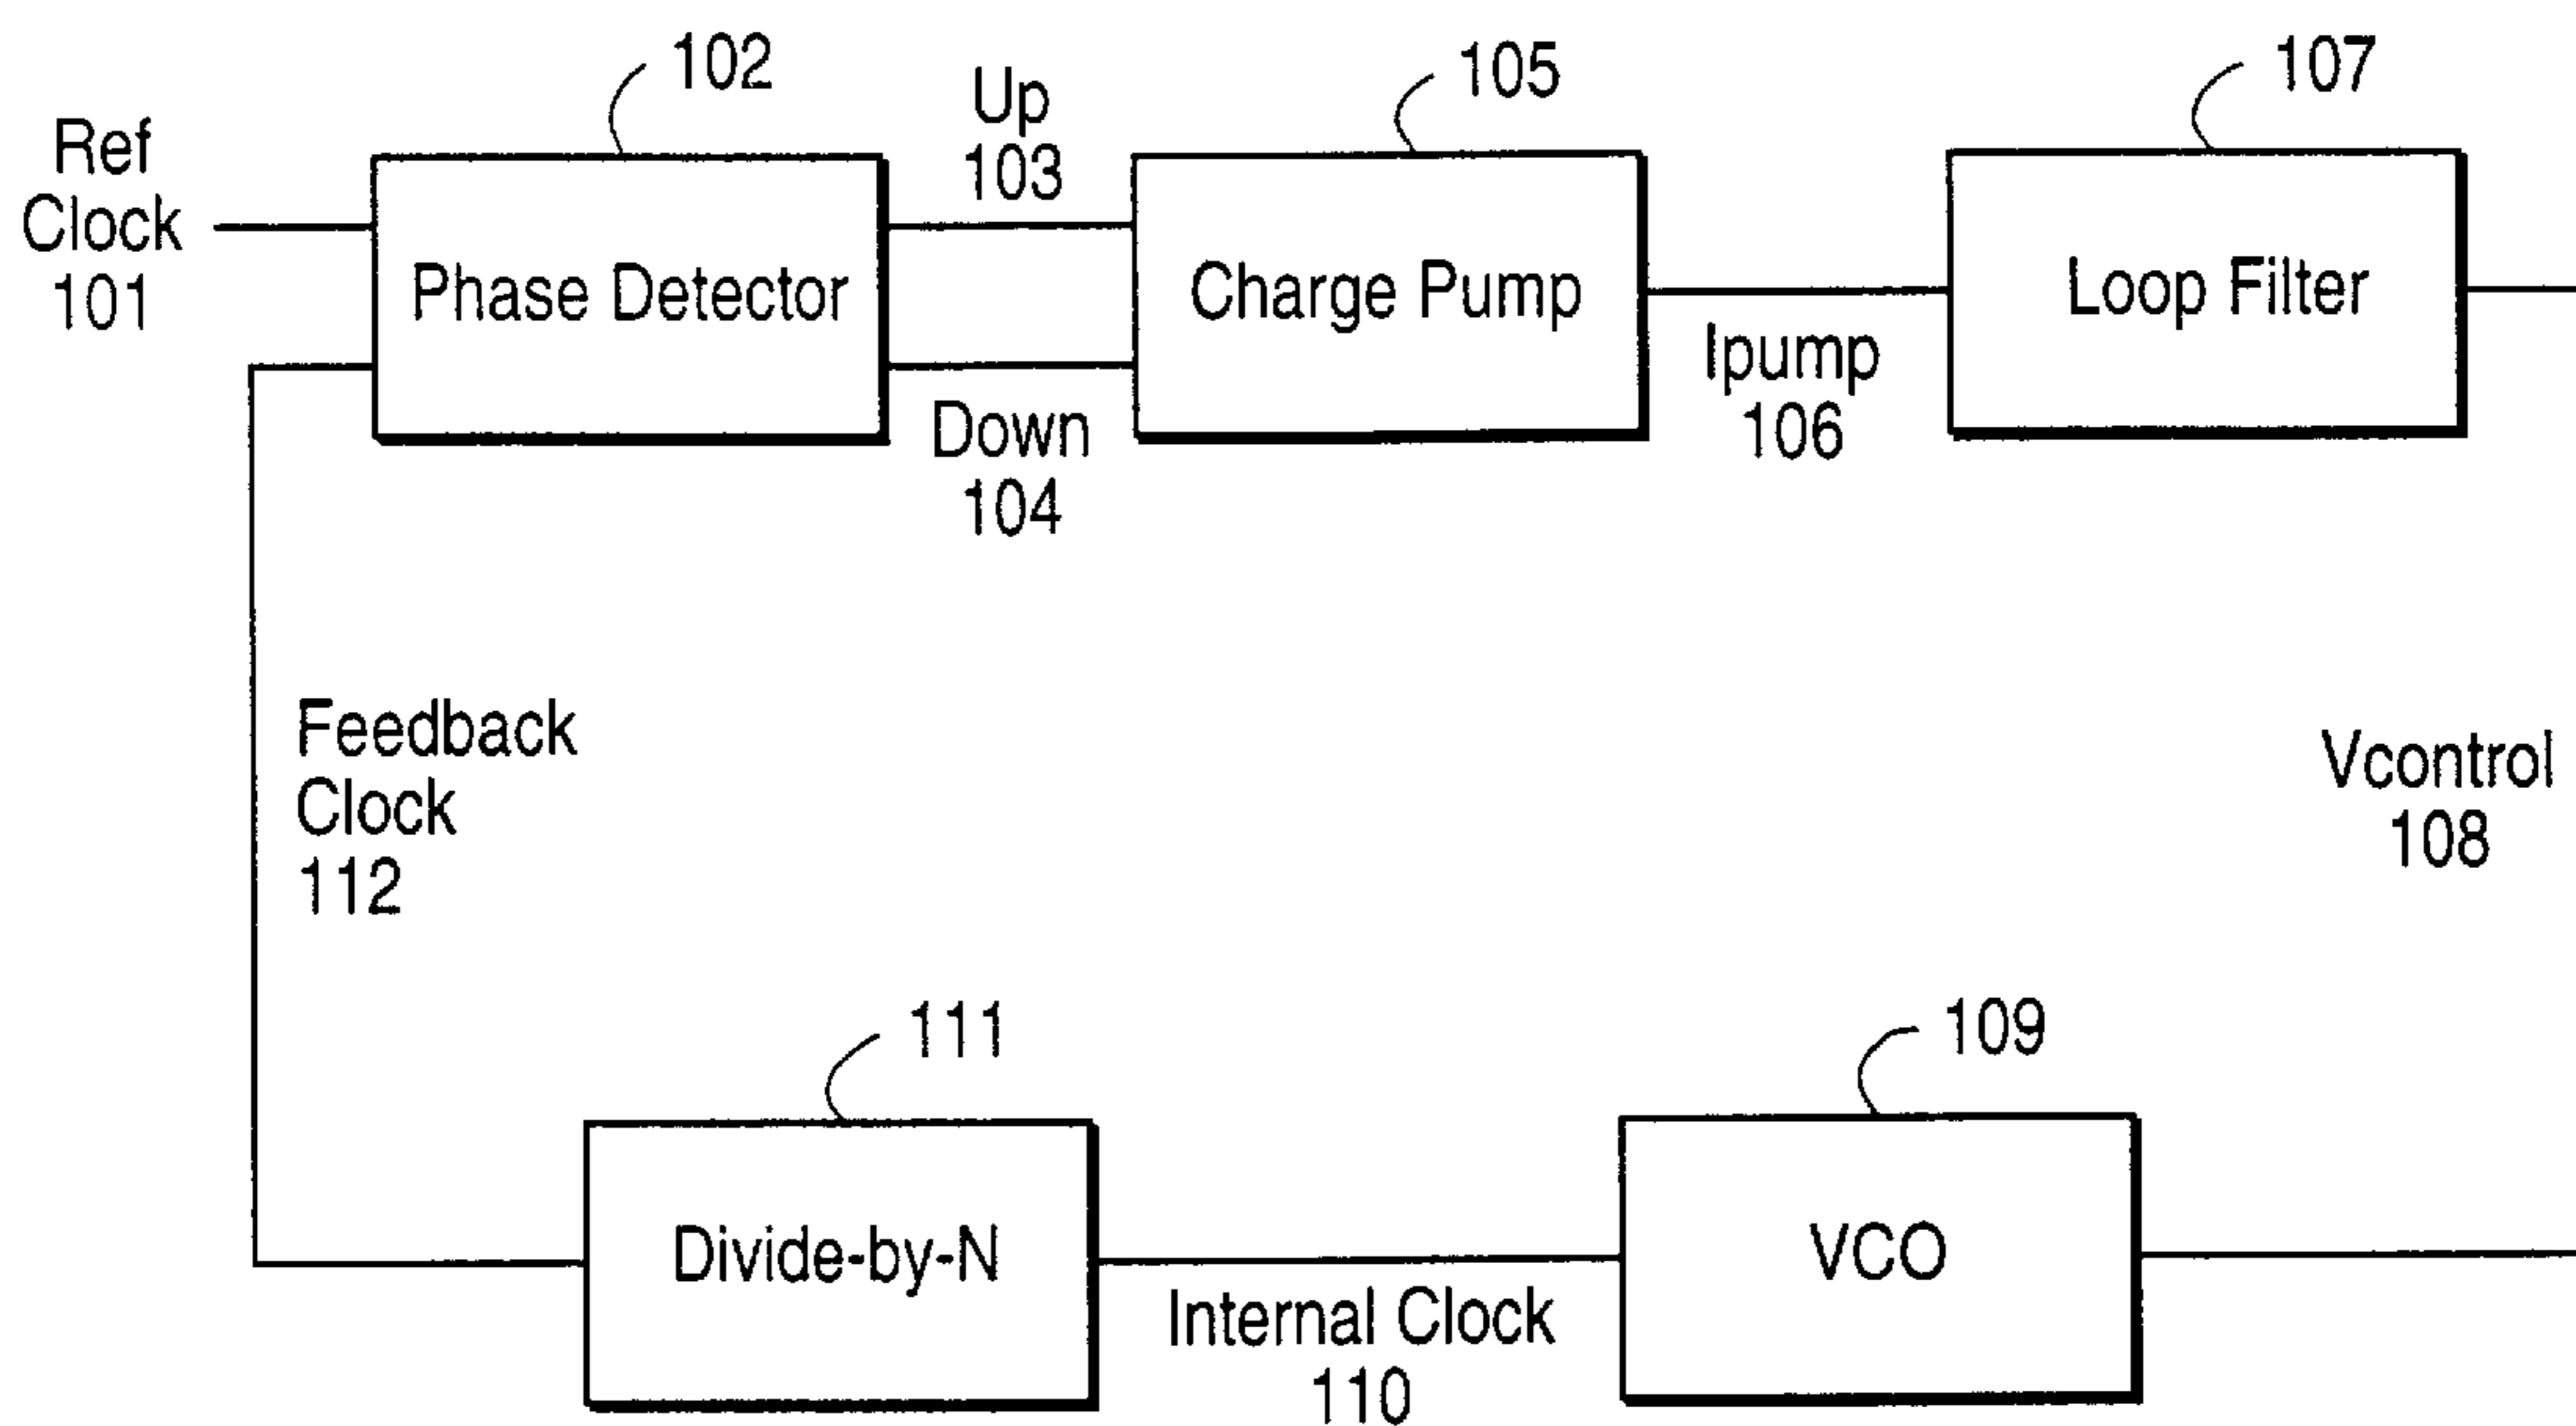 102
Up
103
105
107
Ref
Clock
101
Phase Detector
Charge Pump
Loop Filter
Down
104
Ipump
106
Feedback
Clock
112
Vcontrol
108
111
109
Divide-by-N
VCO
Internal Clock
110